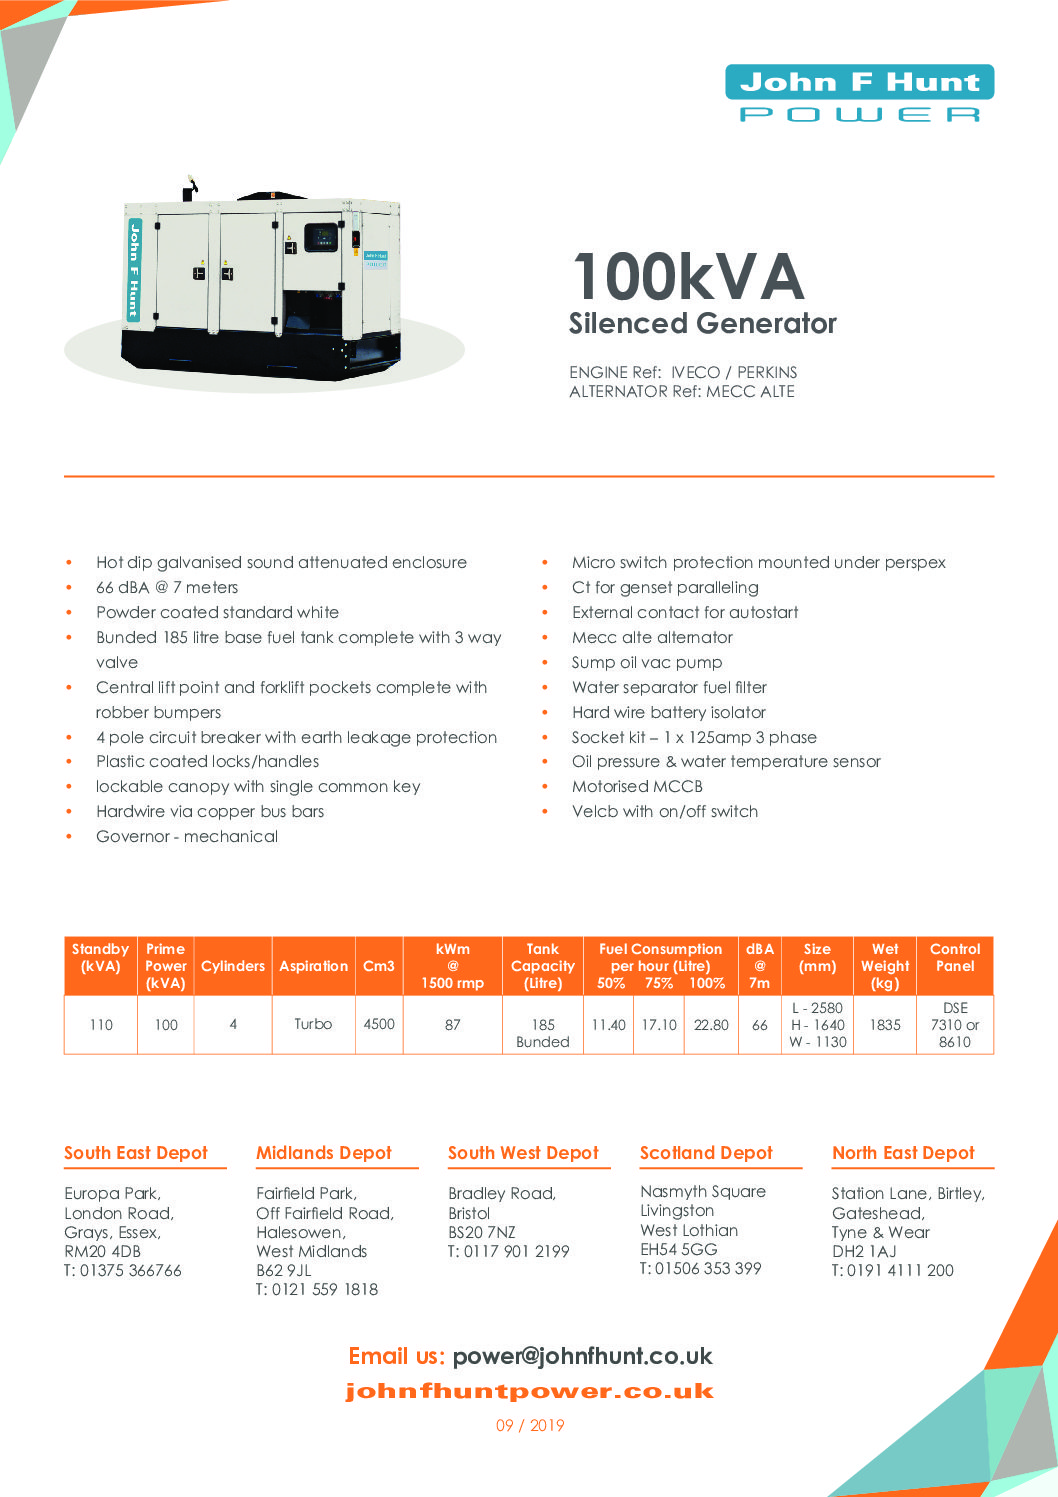 John F Hunt
POWER
John F Hunt
John F Hunt
POWER
100kVA
Silenced Generator
ENGINE Ref: IVECO / PERKINS
ALTERNATOR Ref: MECC ALTE
• Hot dip galvanised sound attenuated enclosure
• 66 dBA @ 7 meters
• Powder coated standard white
• Bunded 185 litre base fuel tank complete with 3 way
valve
• Central lift point and forklift pockets complete with
robber bumpers
• 4 pole circuit breaker with earth leakage protection
• Plastic coated locks/handles
• lockable canopy with single common key
• Hardwire via copper bus bars
• Governor - mechanical
• Micro switch protection mounted under perspex
• Ct for genset paralleling
• External contact for autostart
• Mecc alte alternator
• Sump oil vac pump
• Water separator fuel filter
• Hard wire battery isolator
• Socket kit – 1 x 125amp 3 phase
• Oil pressure & water temperature sensor
• Motorised MCCB
• Velcb with on/off switch
Standby (kVA) Prime Power (kVA) Cylinders Aspiration Cm3 kWm @ 1500 rmp Tank Capacity (Litre) Fuel Consumption per hour (Litre) 50% 75% 100% dBA @ 7m Size (mm) Wet Weight (kg) Control Panel
110 100 4 Turbo 4500 87 185 Bunded 11.40 17.10 22.80 66 L - 2580 H - 1640 W - 1130 1835 DSE 7310 or 8610
South East Depot
Europa Park,
London Road,
Grays, Essex,
RM20 4DB
T: 01375 366766
Midlands Depot
Fairfield Park,
Off Fairfield Road,
Halesowen,
West Midlands
B62 9JL
T: 0121 559 1818
South West Depot
Bradley Road,
Bristol
BS20 7NZ
T: 0117 901 2199
Scotland Depot
Nasmyth Square
Livingston
West Lothian
EH54 5GG
T: 01506 353 399
North East Depot
Station Lane, Birtley,
Gateshead,
Tyne & Wear
DH2 1AJ
T: 0191 4111 200
Email us: power@johnfhunt.co.uk
johnfhuntpower.co.uk
09 / 2019